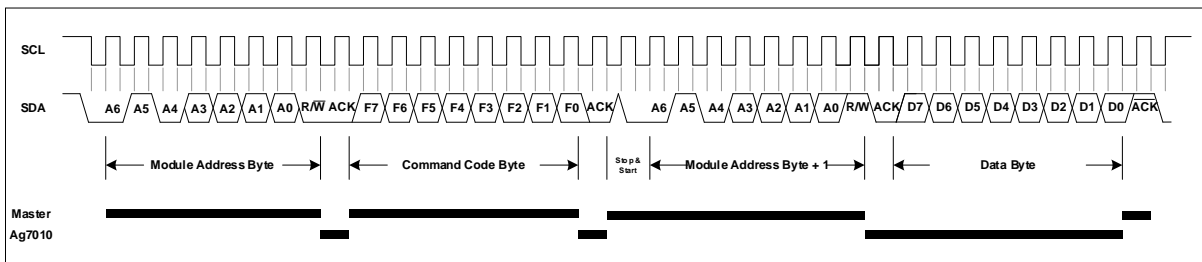 SCL
SDA A6 A5 A4 A3 A2 A1 A0 R/W ACK F7 F6 F5 F4 F3 F2 F1 F0 ACK A6 A5 A4 A3 A2 A1 A0 R/W ACK D7 D6 D5 D4 D3 D2 D1 D0 ACK
Module Address Byte Command Code Byte Stop & Start Module Address Byte + 1 Data Byte
Master
Ag7010